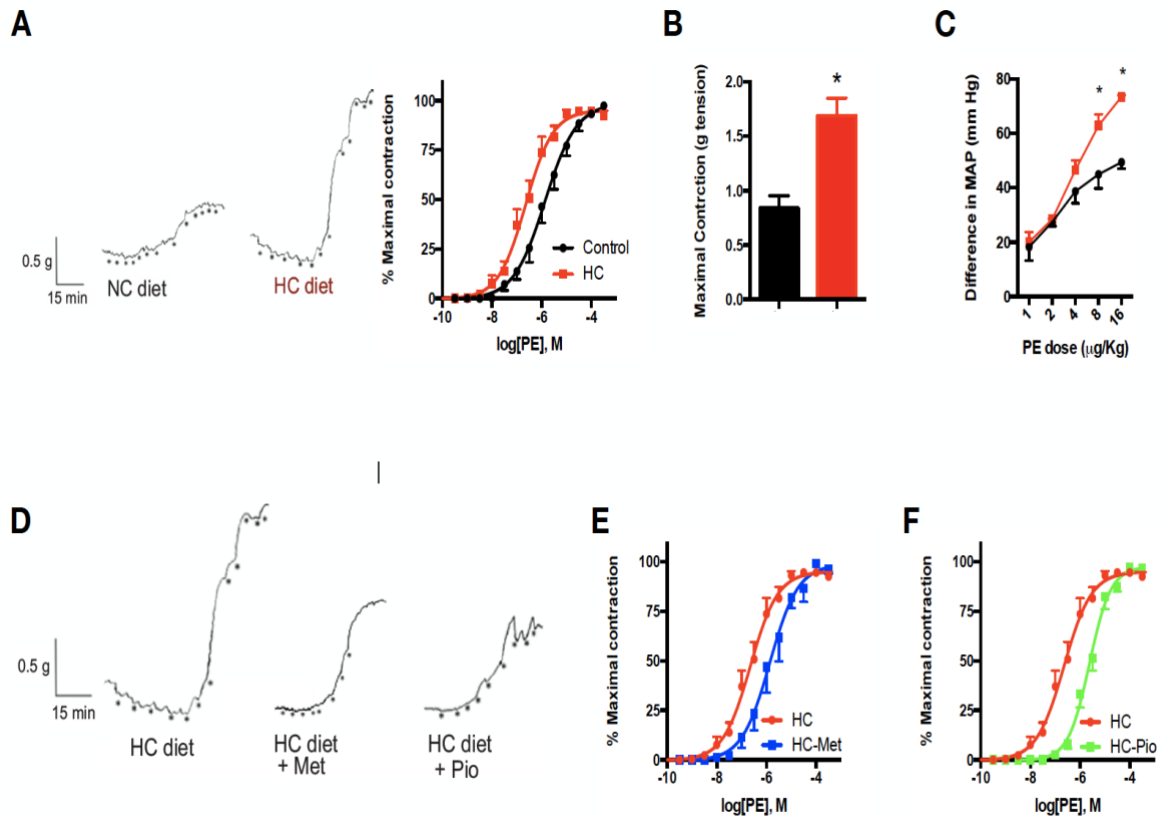 A
0.5 g
15 min
NC diet
HC diet
% Maximal contraction
100
75
50
25
0
-10
-8
-6
-4
log[PE], M
Control
HC
B
Maximal Contrction (g tension)
2.0
1.5
1.0
0.5
0.0
*
C
Difference in MAP (mm Hg)
80
60
40
20
0
*
*
1
2
4
8
16
PE dose (μg/Kg)
D
0.5 g
15 min
HC diet
HC diet
+ Met
HC diet
+ Pio
E
% Maximal contraction
100
75
50
25
0
-10
-8
-6
-4
log[PE], M
HC
HC-Met
F
% Maximal contraction
100
75
50
25
0
-10
-8
-6
-4
log[PE], M
HC
HC-Pio